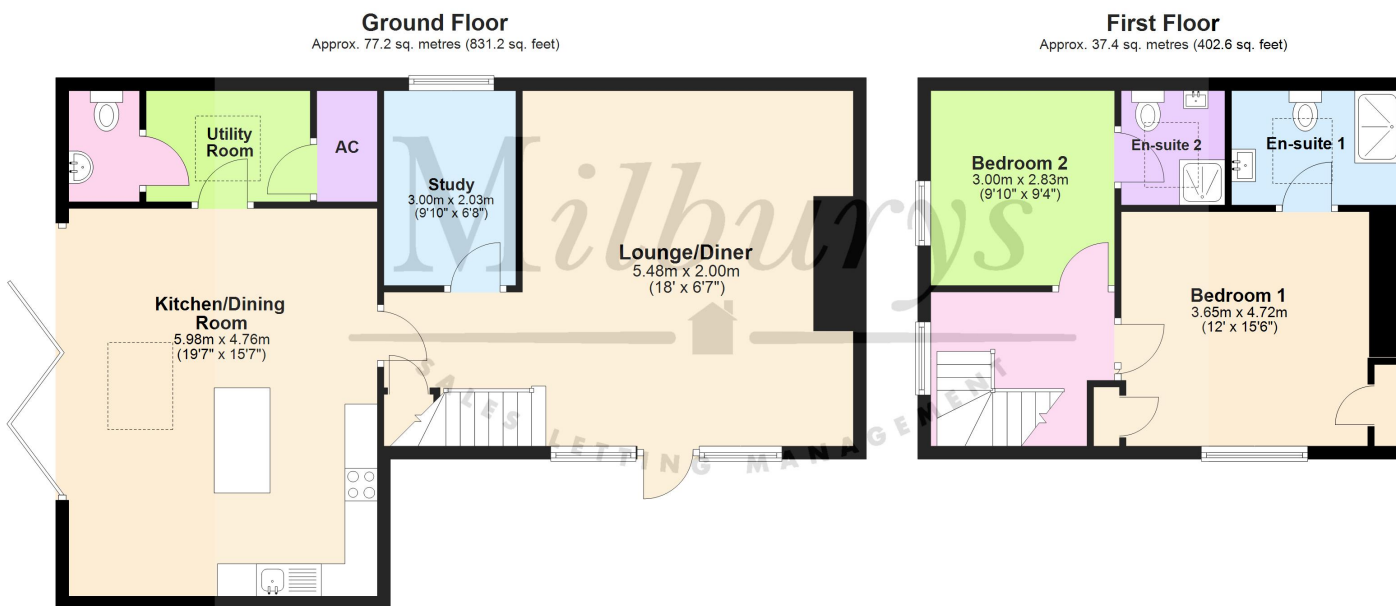 Ground Floor
Approx. 77.2 sq. metres (831.2 sq. feet)
First Floor
Approx. 37.4 sq. metres (402.6 sq. feet)
Utility
Room
AC
Study
3.00m x 2.03m
(9'10" x 6'8")
Lounge/Diner
5.48m x 2.00m
(18' x 6'7")
Kitchen/Dining
Room
5.98m x 4.76m
(19'7" x 15'7")
Bedroom 2
3.00m x 2.83m
(9'10" x 9'4")
En-suite 2
En-suite 1
Bedroom 1
3.65m x 4.72m
(12' x 15'6")
Milburys
SALES LETTING MANAGEMENT